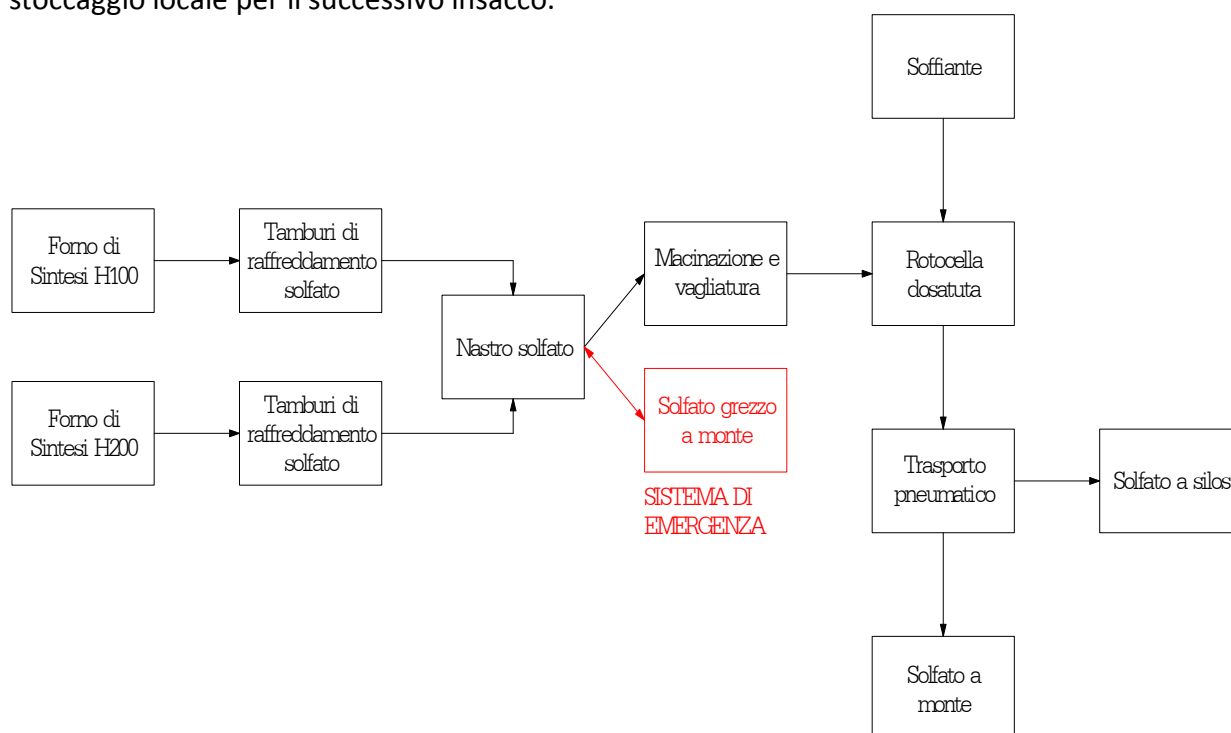 stoccaggio locale per il successivo insacco.
Soffiante
Forno di
Sintesi H100
Tamburi di
raffreddamento
solfato
Macinazione e
vagliatura
Rotocella
dosatuta
Nastro solfato
Forno di
Sintesi H200
Tamburi di
raffreddamento
solfato
Solfato grezzo
a monte
SISTEMA DI
EMERGENZA
Trasporto
pneumatico
Solfato a silos
Solfato a
monte